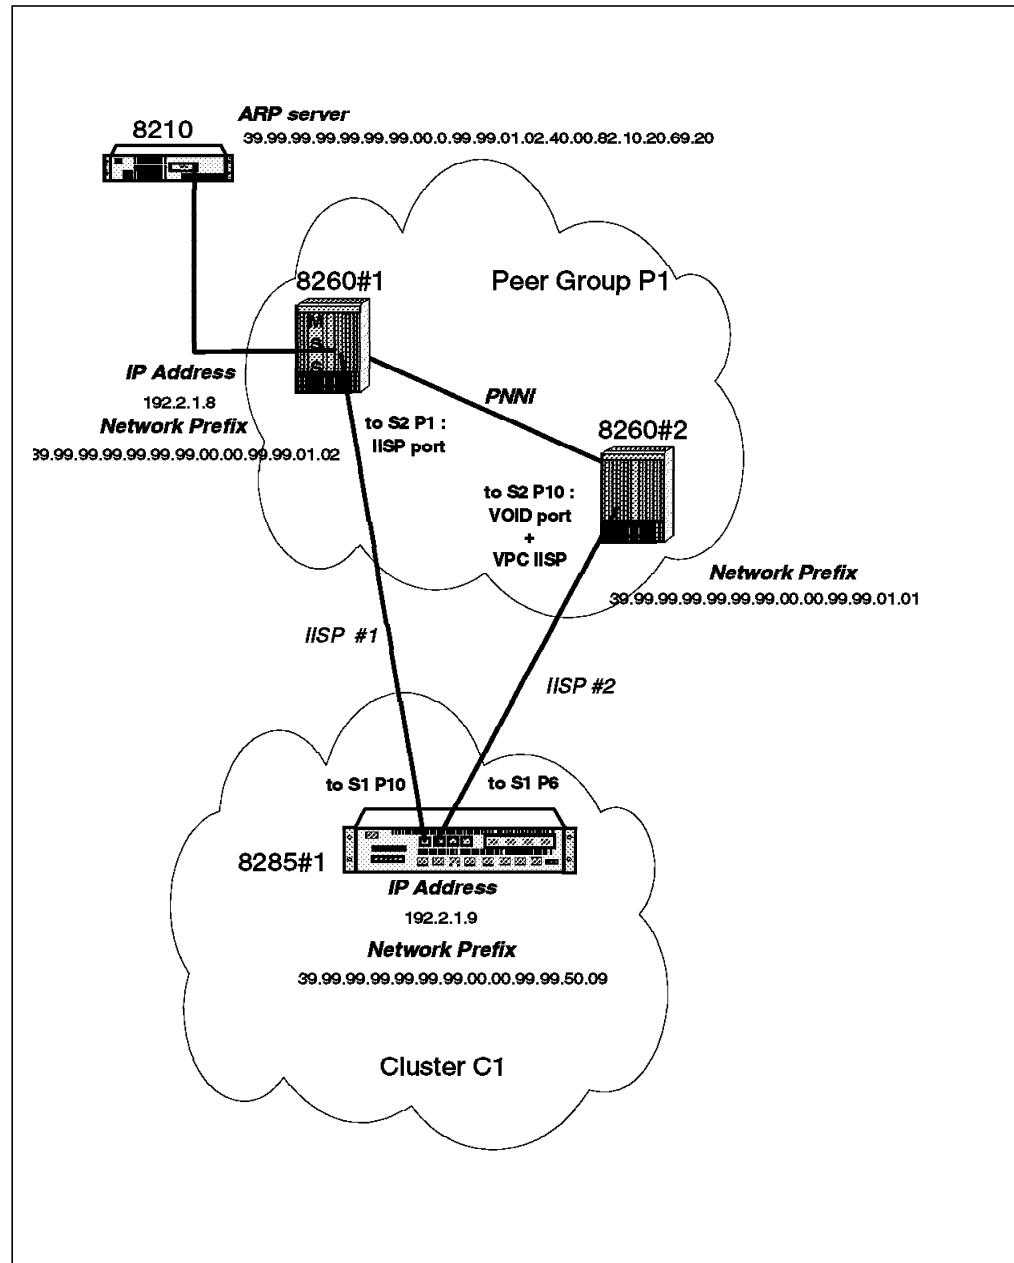 ARP server
8210
39.99.99.99.99.99.99.00.0.99.99.01.02.40.00.82.10.20.69.20
8260#1
Peer Group P1
IP Address
192.2.1.8
Network Prefix
39.99.99.99.99.99.99.00.00.99.99.01.02
PNNI
to S2 P1 :
IISP port
8260#2
to S2 P10 :
VOID port
+
VPC IISP
Network Prefix
39.99.99.99.99.99.99.00.00.99.99.01.01
IISP #1
IISP #2
to S1 P10
to S1 P6
8285#1
IP Address
192.2.1.9
Network Prefix
39.99.99.99.99.99.99.00.00.99.99.50.09
Cluster C1